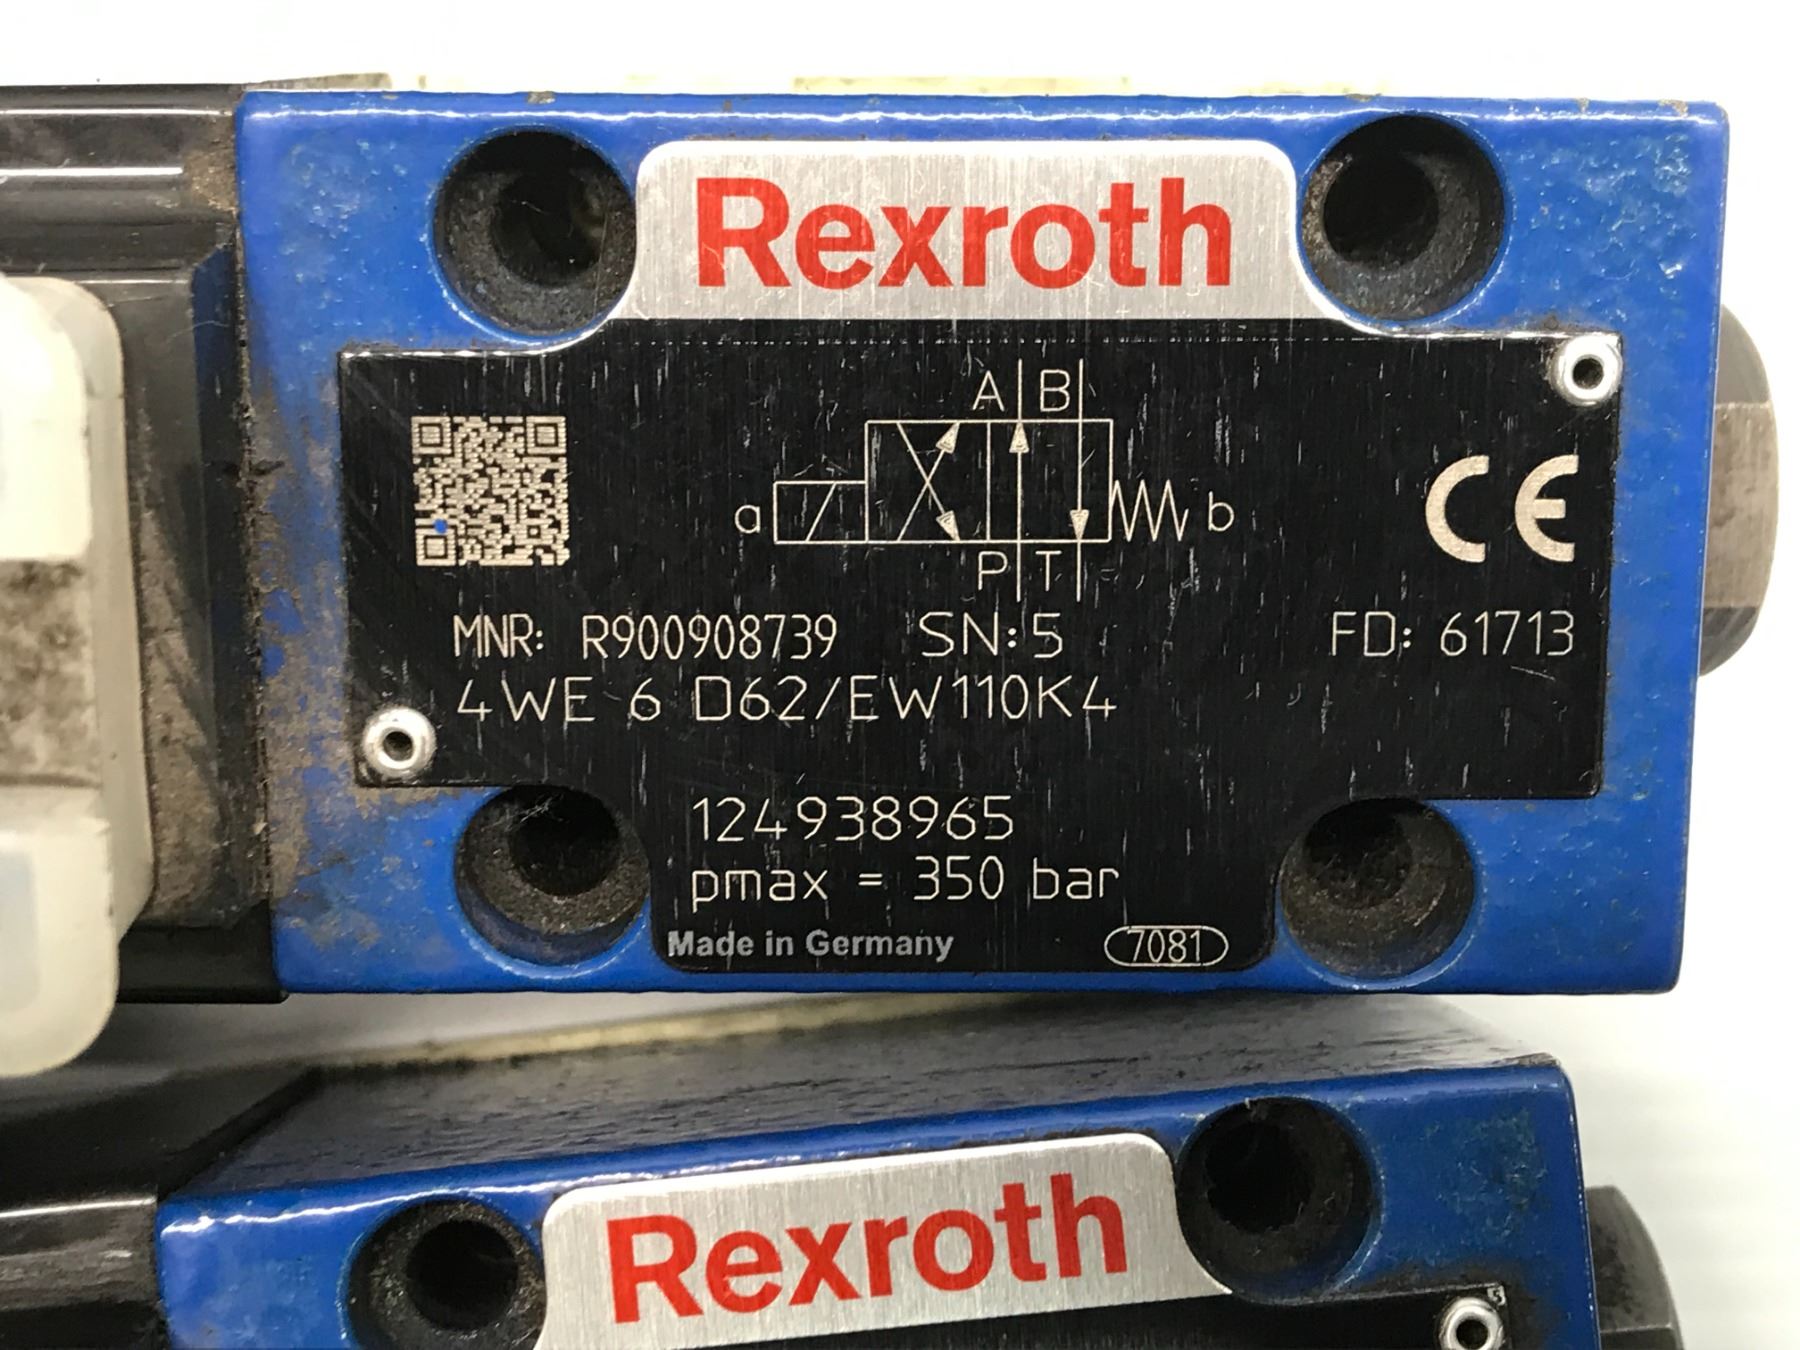 Rexroth
A B
a b
P T
MNR: R900908739 SN: 5 FD: 61713
4WE 6 D62/EW110K4
124938965
pmax = 350 bar
Made in Germany 7081
CE
Rexroth